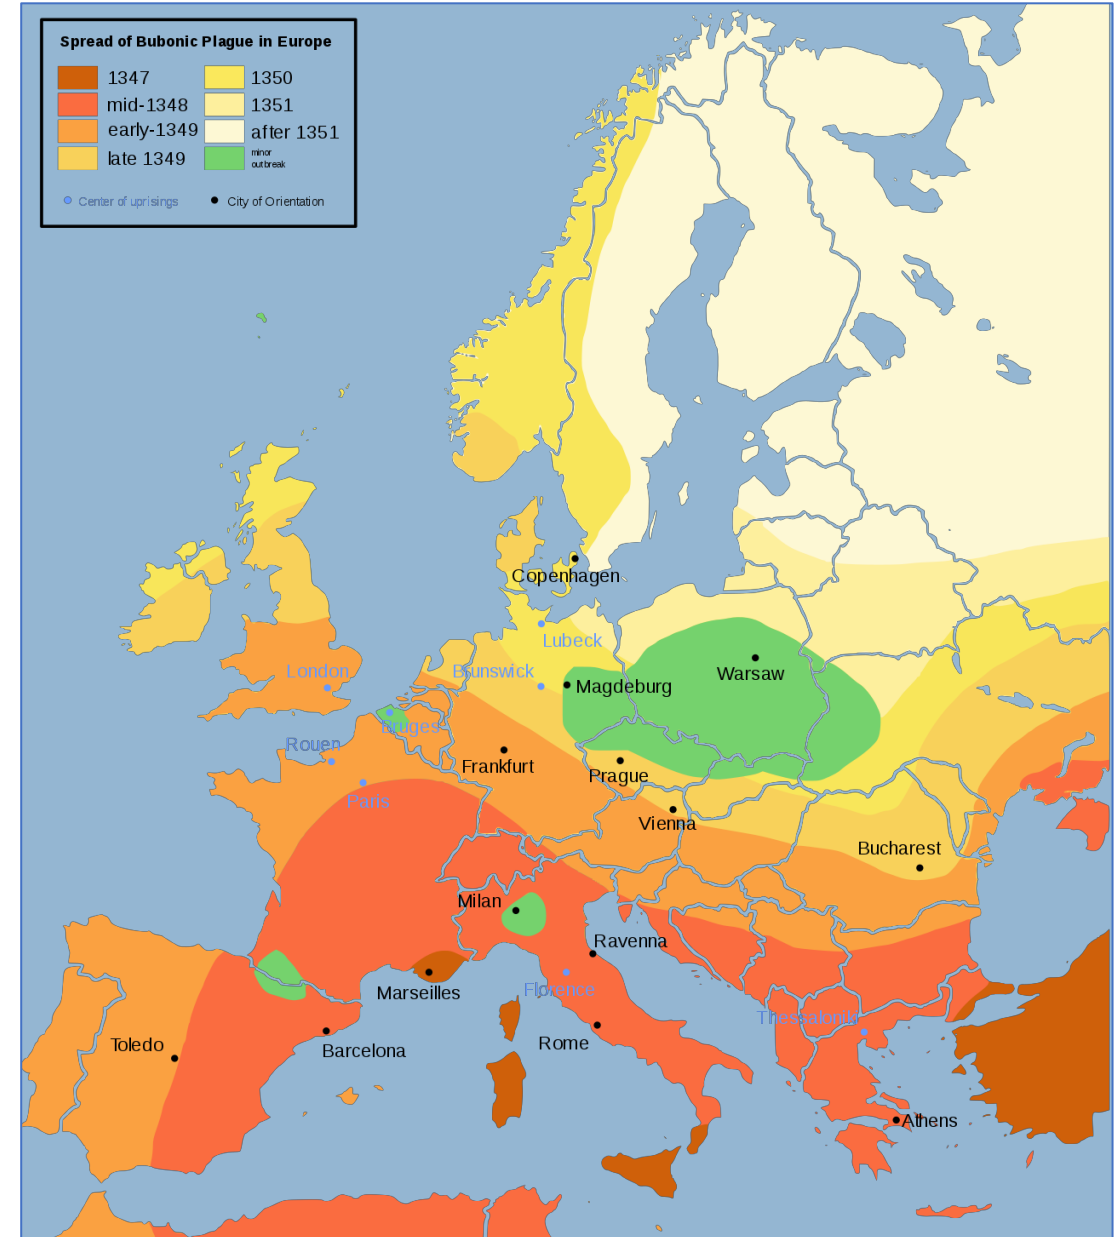 Spread of Bubonic Plague in Europe
1347
1350
mid-1348
1351
early-1349
after 1351
late 1349
minor
outbreak
Center of uprisings
City of Orientation
Copenhagen
Lubeck
Brunswick
Magdeburg
Warsaw
London
Bruges
Rouen
Frankfurt
Prague
Paris
Vienna
Bucharest
Milan
Ravenna
Marseilles
Florence
Thessaloniki
Toledo
Barcelona
Rome
Athens